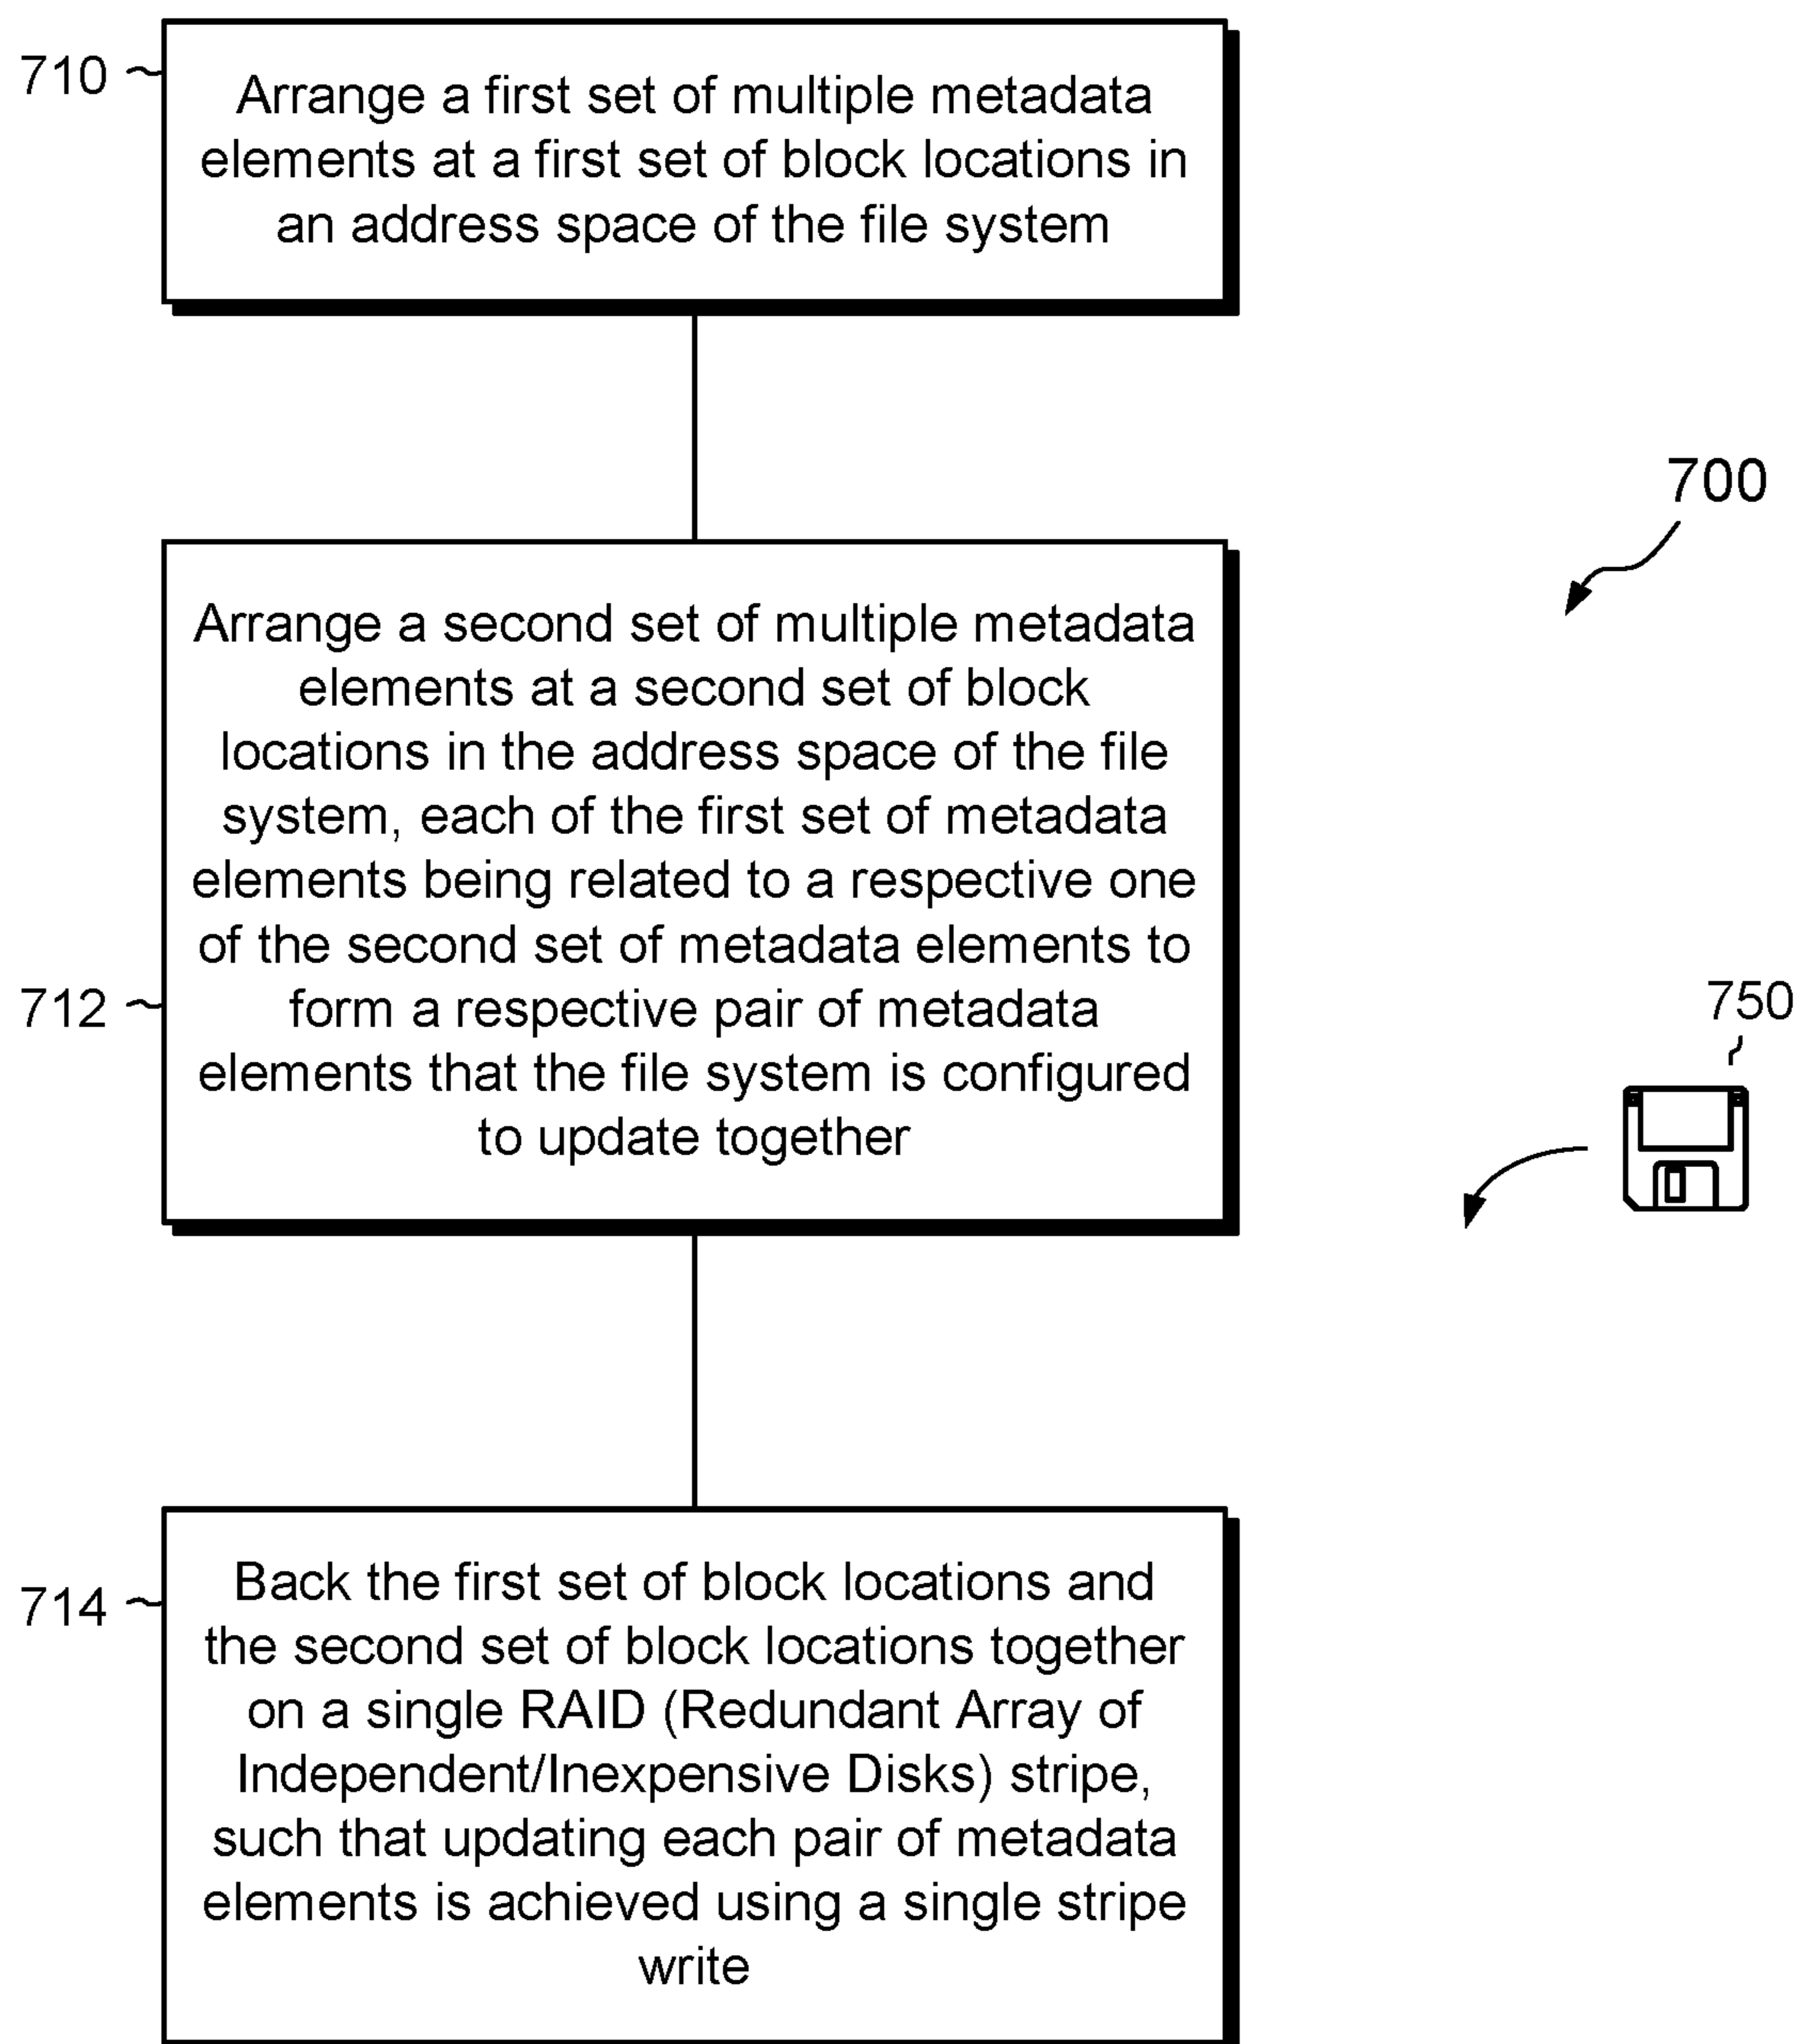 710
Arrange a first set of multiple metadata
elements at a first set of block locations in
an address space of the file system
700
712
Arrange a second set of multiple metadata
elements at a second set of block
locations in the address space of the file
system, each of the first set of metadata
elements being related to a respective one
of the second set of metadata elements to
form a respective pair of metadata
elements that the file system is configured
to update together
750
714
Back the first set of block locations and
the second set of block locations together
on a single RAID (Redundant Array of
Independent/Inexpensive Disks) stripe,
such that updating each pair of metadata
elements is achieved using a single stripe
write